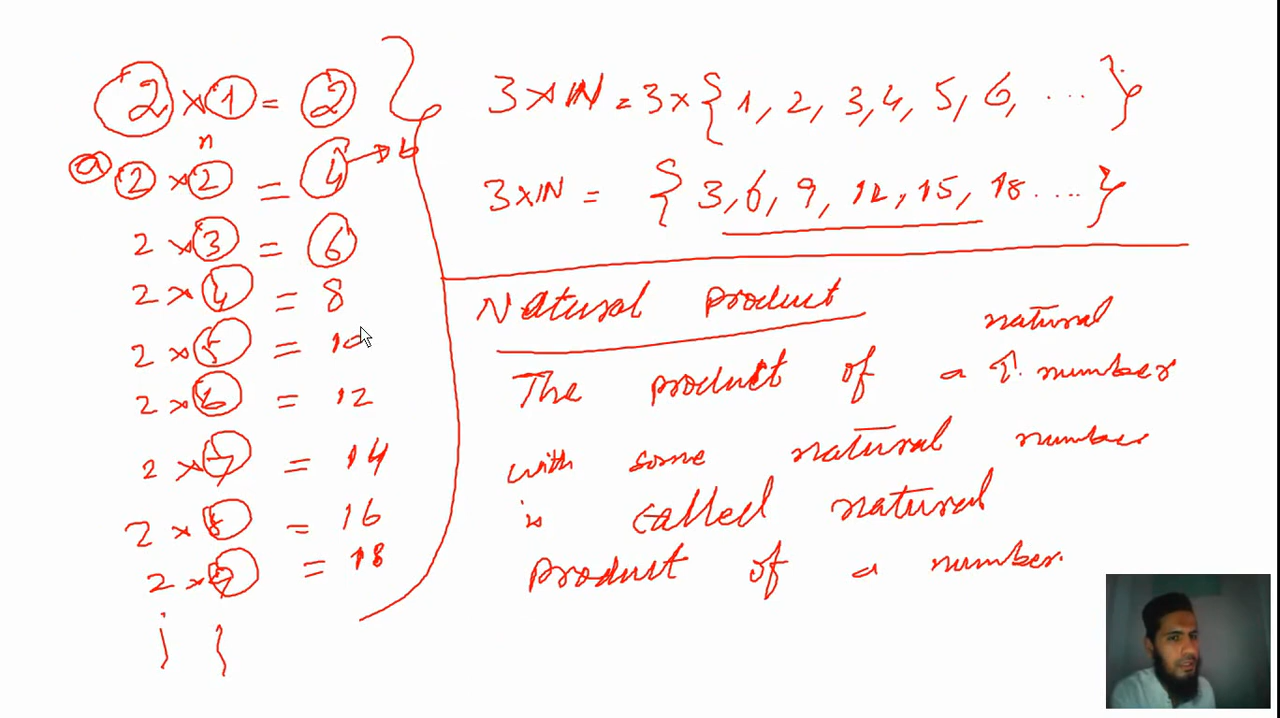 2 × 1 = 2
n
a 2 × 2 = 4 → b
2 × 3 = 6
2 × 4 = 8
2 × 5 = 10
2 × 6 = 12
2 × 7 = 14
2 × 8 = 16
2 × 9 = 18
3 × IN = 3 × { 1, 2, 3, 4, 5, 6, ... }
3 × IN = { 3, 6, 9, 12, 15, 18 .... }
Natural product
natural
The product of a number
with some natural number
is called natural
product of a number.